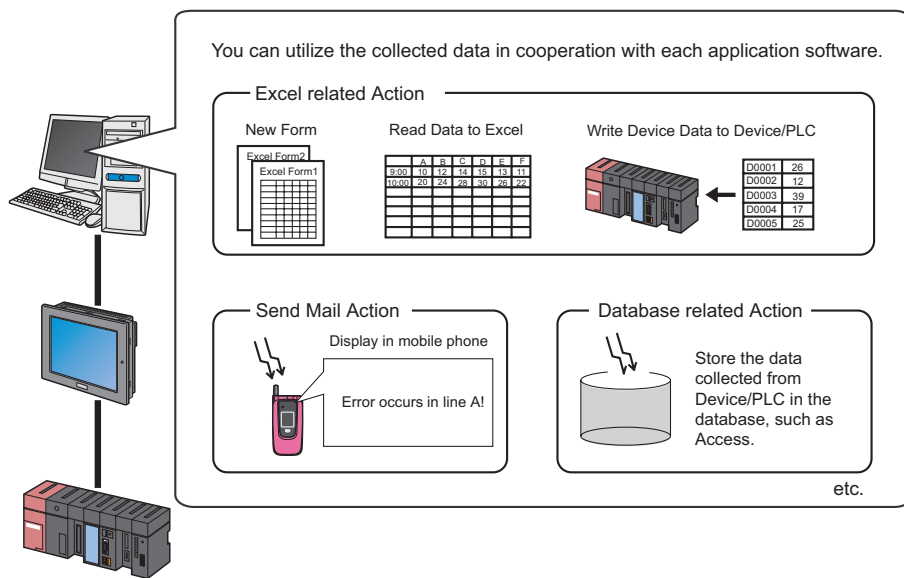 You can utilize the collected data in cooperation with each application software.
Excel related Action
New Form
Read Data to Excel
Write Device Data to Device/PLC
Excel Form2
Excel Form1
A B C D E F
9:00 10 12 14 15 13 11
10:00 20 24 28 30 26 22
D0001 26
D0002 12
D0003 39
D0004 17
D0005 25
Send Mail Action
Display in mobile phone
Error occurs in line A!
Database related Action
Store the data
collected from
Device/PLC in the
database, such as
Access.
etc.